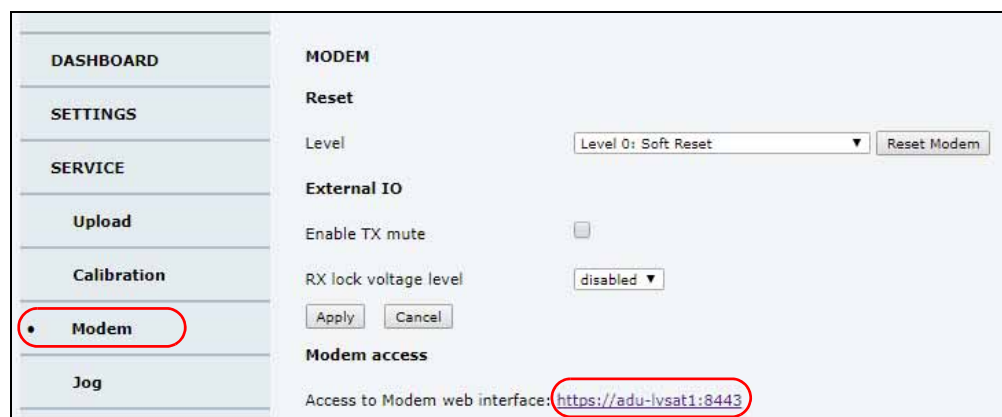 DASHBOARD
SETTINGS
SERVICE
Upload
Calibration
Modem
Jog
MODEM
Reset
Level Level 0: Soft Reset Reset Modem
External IO
Enable TX mute
RX lock voltage level disabled
Apply Cancel
Modem access
Access to Modem web interface: https://adu-lvsat1:8443